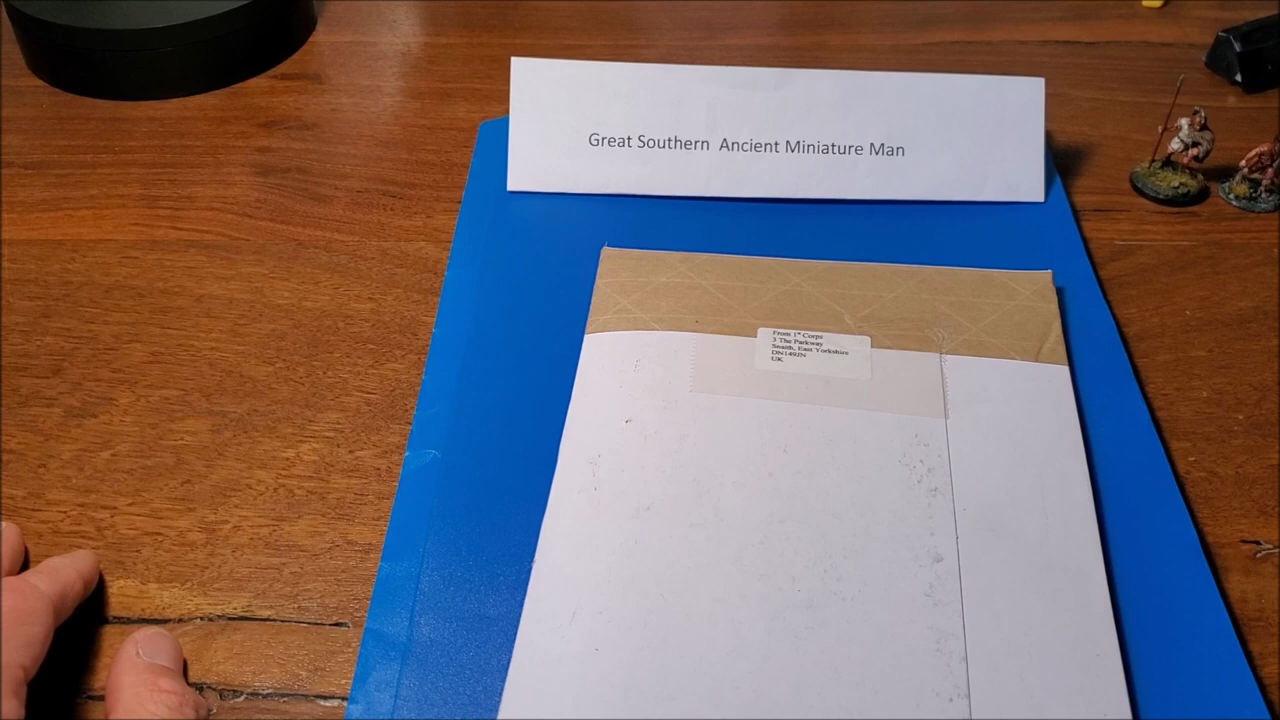 Great Southern  Ancient Miniature Man
From 1st Corps
3 The Parkway
Snaith, East Yorkshire
DN149JN
UK